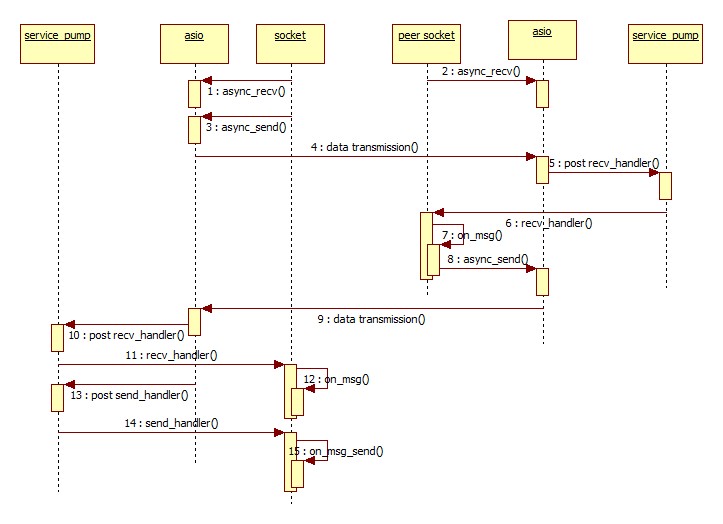 service_pump
asio
socket
peer socket
asio
service_pump
2 : async_recv()
1 : async_recv()
3 : async_send()
4 : data transmission()
5 : post recv_handler()
6 : recv_handler()
7 : on_msg()
8 : async_send()
9 : data transmission()
10 : post recv_handler()
11 : recv_handler()
12 : on_msg()
13 : post send_handler()
14 : send_handler()
15 : on_msg_send()